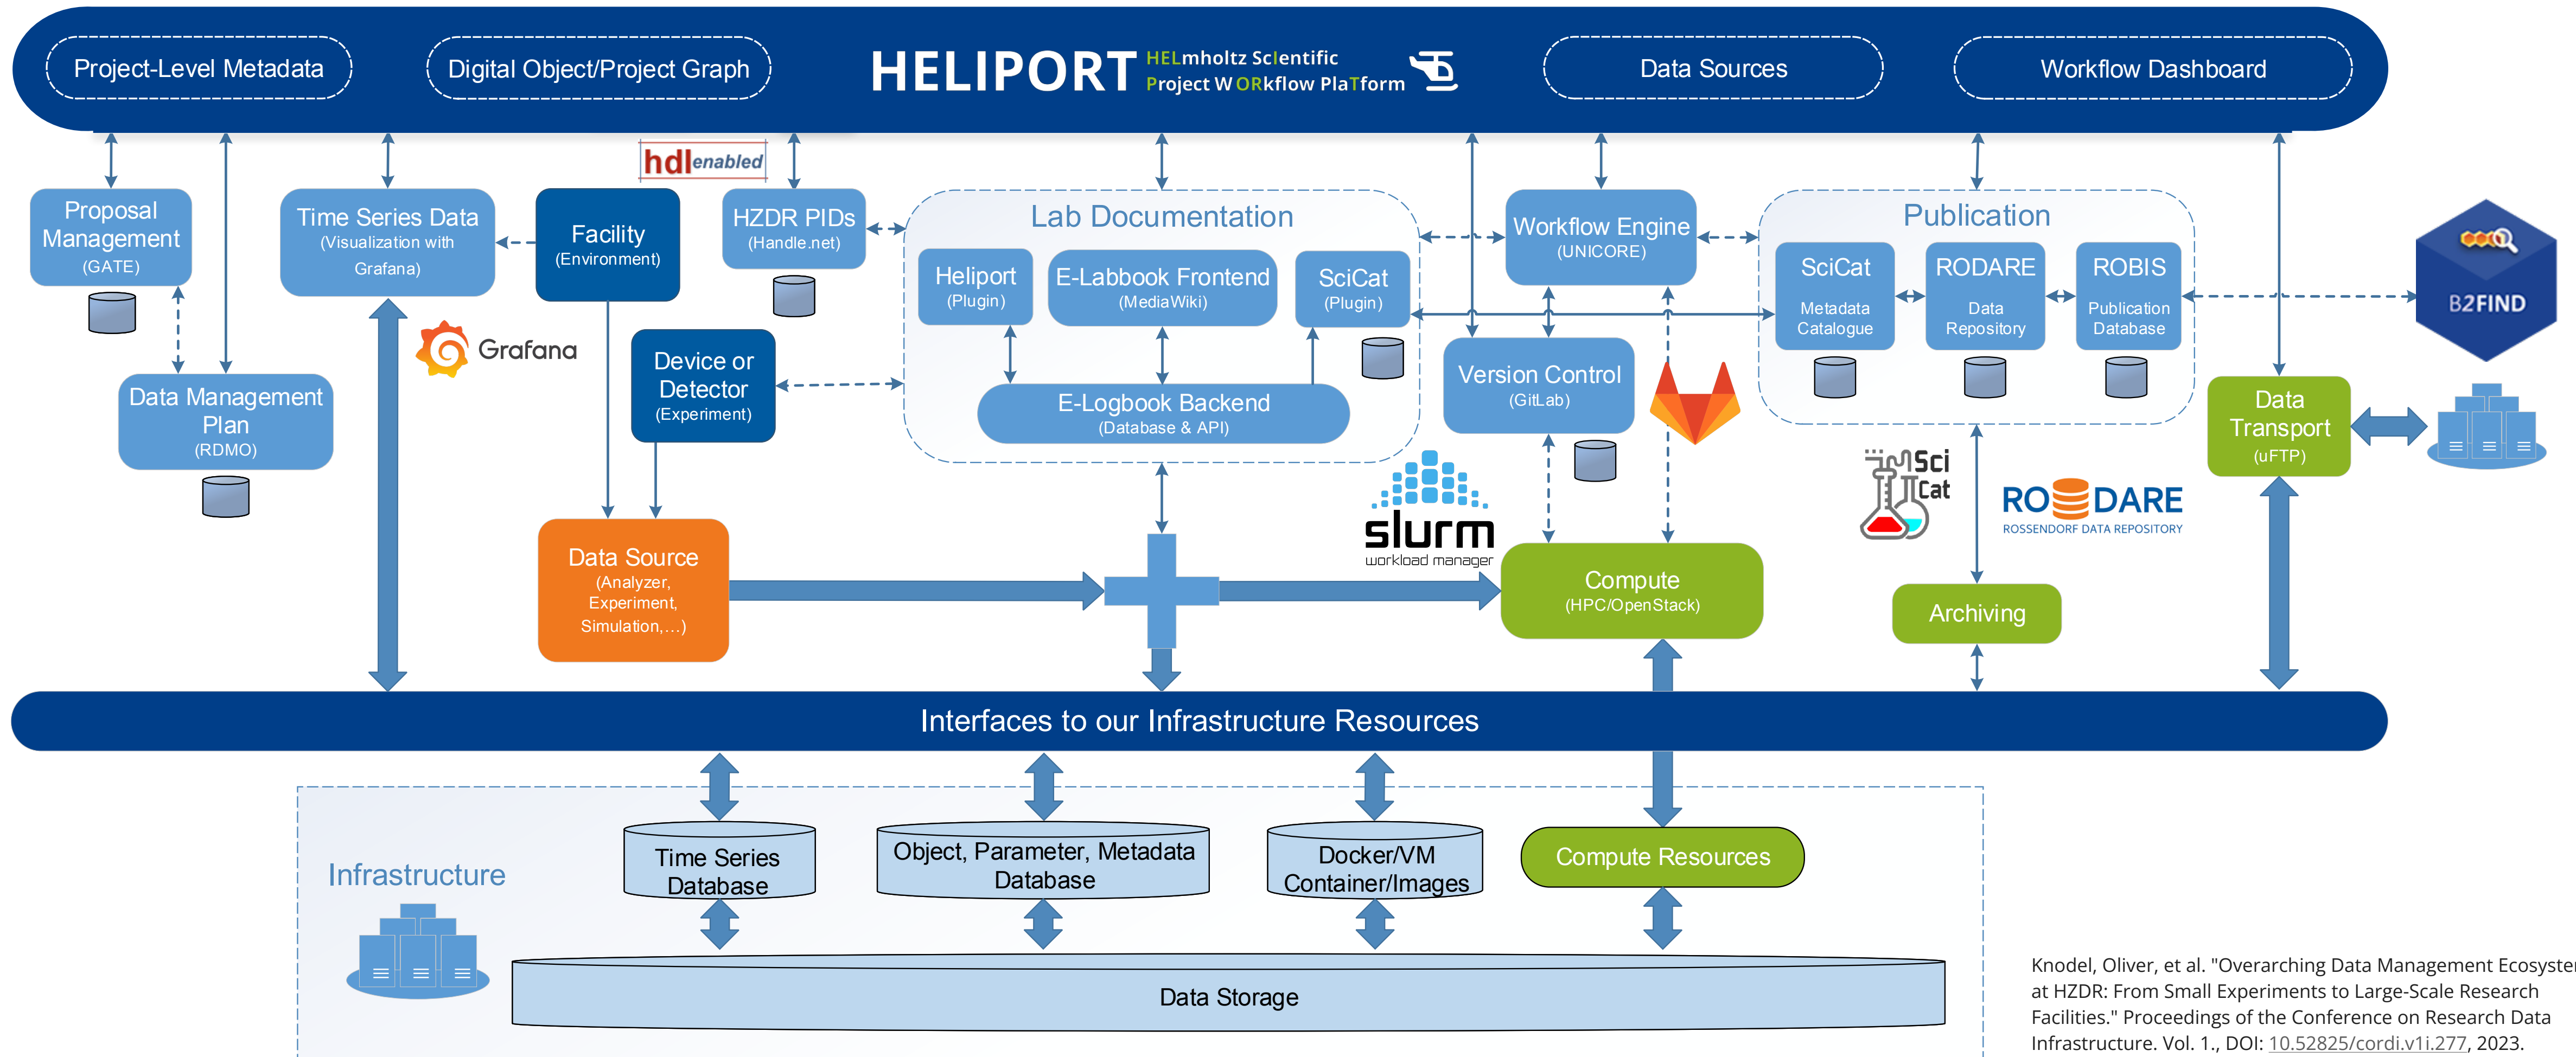 Project-Level Metadata
Digital Object/Project Graph
HELIPORT
HELmholtz ScIentific
Project WORkflow PlaTform
Data Sources
Workflow Dashboard
hdl enabled
Proposal
Management
(GATE)
Time Series Data
(Visualization with
Grafana)
Facility
(Environment)
HZDR PIDs
(Handle.net)
Lab Documentation
Heliport
(Plugin)
E-Labbook Frontend
(MediaWiki)
SciCat
(Plugin)
E-Logbook Backend
(Database & API)
Workflow Engine
(UNICORE)
Publication
SciCat
Metadata
Catalogue
RODARE
Data
Repository
ROBIS
Publication
Database
B2FIND
Grafana
Device or
Detector
(Experiment)
Data Management
Plan
(RDMO)
Version Control
(GitLab)
Data
Transport
(uFTP)
slurm
workload manager
Sci
Cat
RODARE
ROSSENDORF DATA REPOSITORY
Data Source
(Analyzer,
Experiment,
Simulation,...)
Compute
(HPC/OpenStack)
Archiving
Interfaces to our Infrastructure Resources
Infrastructure
Time Series
Database
Object, Parameter, Metadata
Database
Docker/VM
Container/Images
Compute Resources
Data Storage
Knodel, Oliver, et al. "Overarching Data Management Ecosyste
at HZDR: From Small Experiments to Large-Scale Research
Facilities." Proceedings of the Conference on Research Data
Infrastructure. Vol. 1., DOI: 10.52825/cordi.v1i.277, 2023.